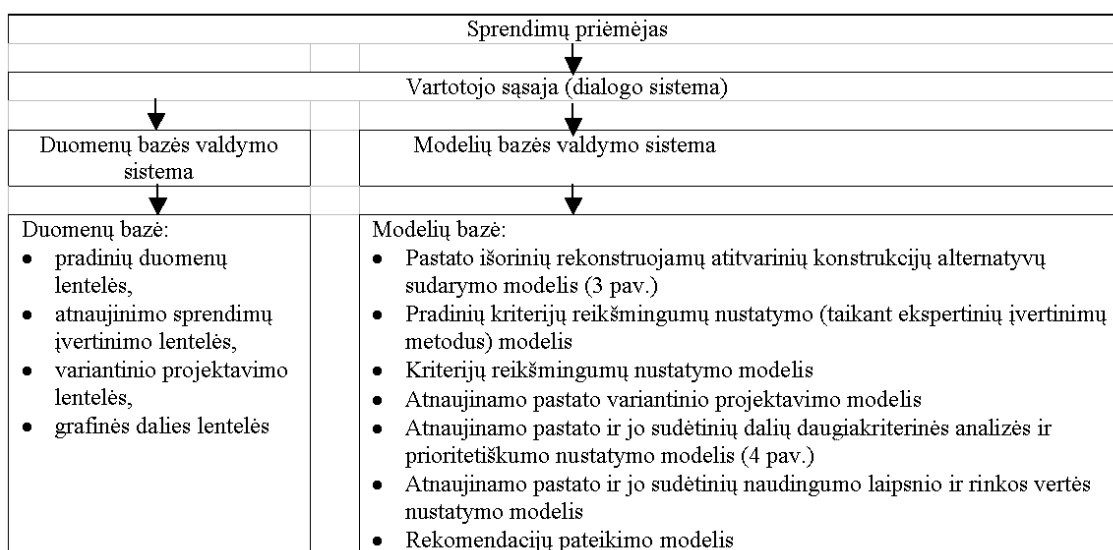 Sprendimų priėmėjas
Vartotojo sąsaja (dialogo sistema)
Duomenų bazės valdymo
sistema
Modelių bazės valdymo sistema
Duomenų bazė:
• pradinių duomenų
lentelės,
• atnaujinimo sprendimų
įvertinimo lentelės,
• variantinio projektavimo
lentelės,
• grafinės dalies lentelės
Modelių bazė:
• Pastato išorinių rekonstruojamų atitvarinių konstrukcijų alternatyvų
sudarymo modelis (3 pav.)
• Pradinių kriterijų reikšmingumų nustatymo (taikant ekspertinių įvertinimų
metodus) modelis
• Kriterijų reikšmingumų nustatymo modelis
• Atnaujinamo pastato variantinio projektavimo modelis
• Atnaujinamo pastato ir jo sudėtinių dalių daugiakriterinės analizės ir
prioritetiškumo nustatymo modelis (4 pav.)
• Atnaujinamo pastato ir jo sudėtinių naudingumo laipsnio ir rinkos vertės
nustatymo modelis
• Rekomendacijų pateikimo modelis